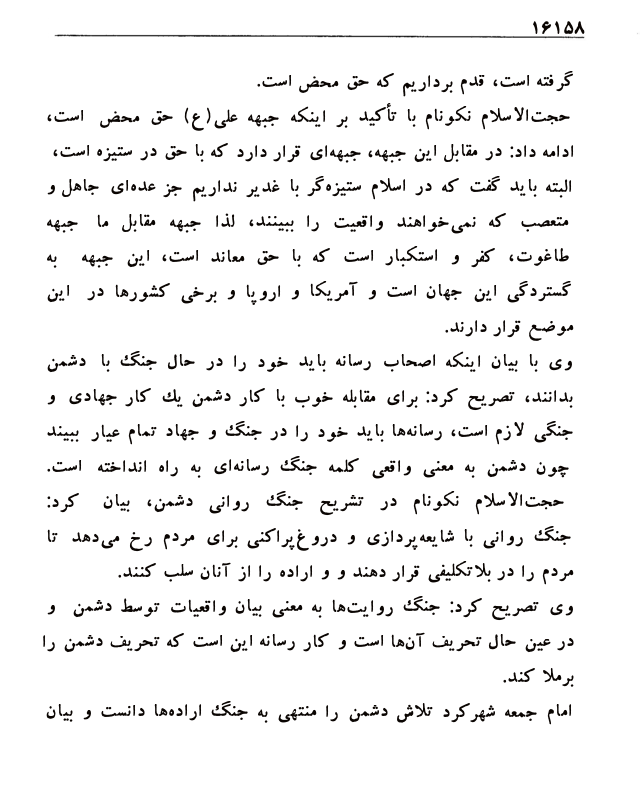 ۱۶۱۵۸
گرفته است، قدم برداریم که حق محض است.
حجت‌الاسلام نکونام با تأکید بر اینکه جبهه علی(ع) حق محض است،
ادامه داد: در مقابل این جبهه، جبهه‌ای قرار دارد که با حق در ستیزه است،
البته باید گفت که در اسلام ستیزه‌گر با غدیر نداریم جز عده‌ای جاهل و
متعصب که نمی‌خواهند واقعیت را ببینند، لذا جبهه مقابل ما جبهه
طاغوت، کفر و استکبار است که با حق معاند است، این جبهه به
گستردگی این جهان است و آمریکا و اروپا و برخی کشورها در این
موضع قرار دارند.
وی با بیان اینکه اصحاب رسانه باید خود را در حال جنگ با دشمن
بدانند، تصریح کرد: برای مقابله خوب با کار دشمن یك کار جهادی و
جنگی لازم است، رسانه‌ها باید خود را در جنگ و جهاد تمام عیار ببیند
چون دشمن به معنی واقعی کلمه جنگ رسانه‌ای به راه انداخته است.
حجت‌الاسلام نکونام در تشریح جنگ روانی دشمن، بیان کرد:
جنگ روانی با شایعه‌پردازی و دروغ‌پراکنی برای مردم رخ می‌دهد تا
مردم را در بلاتکلیفی قرار دهند و و اراده را از آنان سلب کنند.
وی تصریح کرد: جنگ روایت‌ها به معنی بیان واقعیات توسط دشمن و
در عین حال تحریف آن‌ها است و کار رسانه این است که تحریف دشمن را
برملا کند.
امام جمعه شهرکرد تلاش دشمن را منتهی به جنگ اراده‌ها دانست و بیان